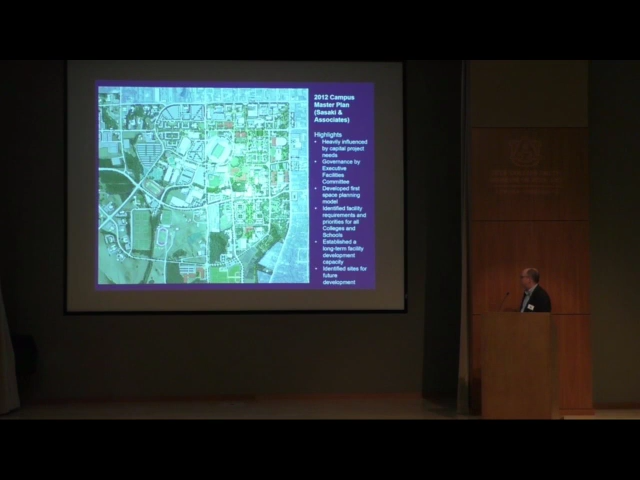 2012 Campus
Master Plan
(Sasaki &
Associates)
Highlights
• Heavily influenced
by capital project
needs
• Governance by
Executive
Facilities
Committee
• Developed first
space planning
model
• Identified facility
requirements and
priorities for all
Colleges and
Schools
• Established a
long-term facility
development
capacity
• Identified sites for
future
development